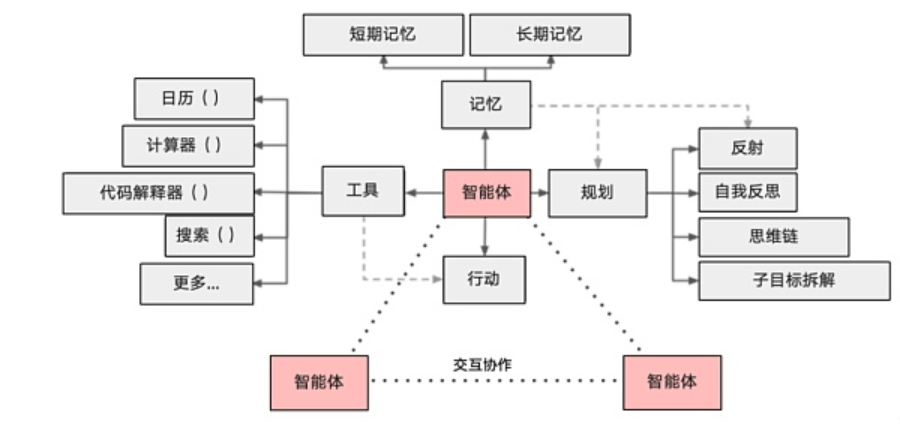 短期记忆
长期记忆
日历（）
记忆
计算器（）
反射
代码解释器（）
工具
智能体
规划
自我反思
搜索（）
思维链
更多...
行动
子目标拆解
交互协作
智能体
智能体